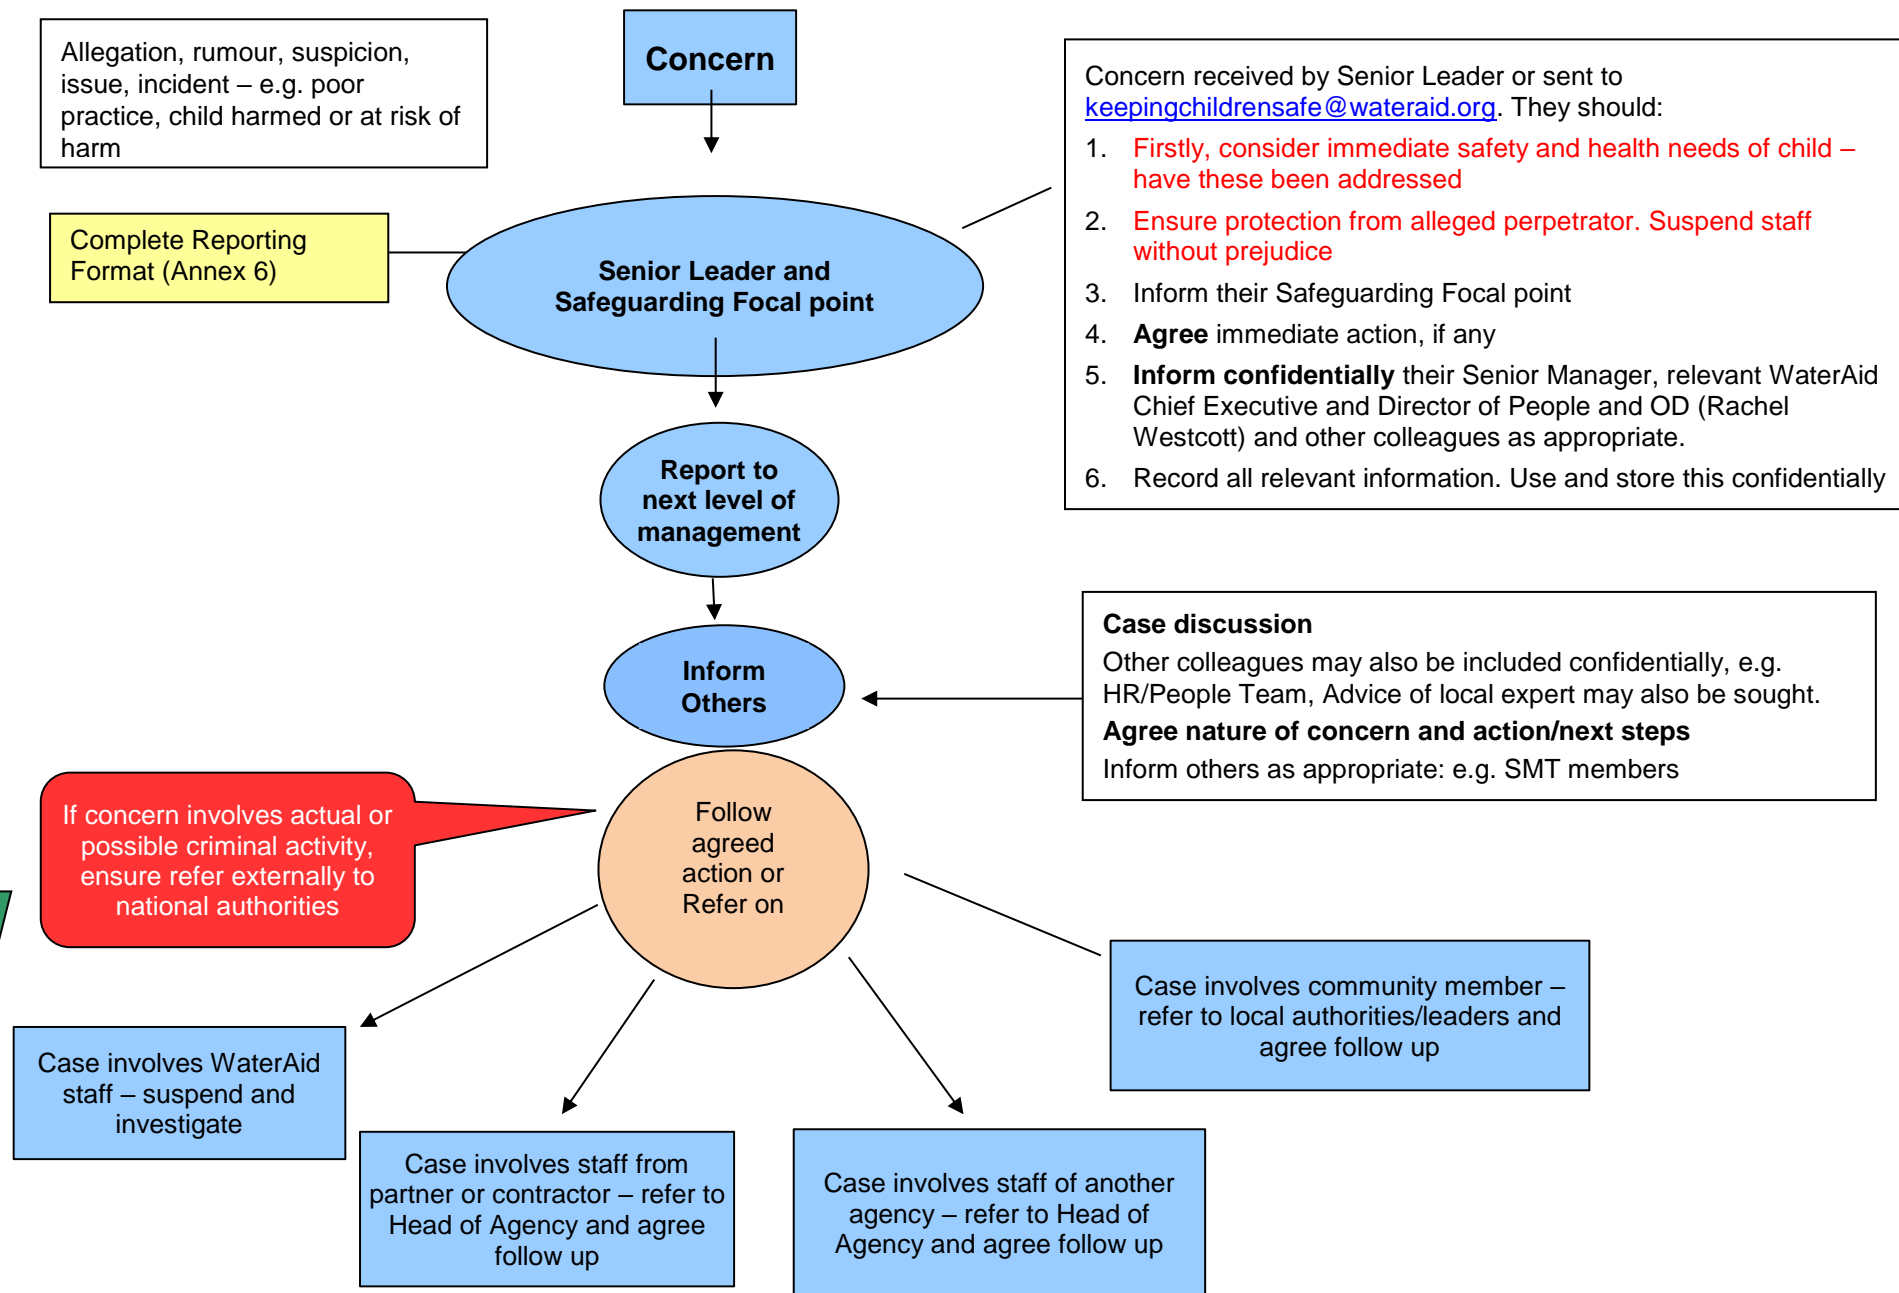 Allegation, rumour, suspicion,
issue, incident – e.g. poor
practice, child harmed or at risk of
harm
Concern
Concern received by Senior Leader or sent to
keepingchildrensafe@wateraid.org. They should:
1. Firstly, consider immediate safety and health needs of child –
have these been addressed
2. Ensure protection from alleged perpetrator. Suspend staff
without prejudice
3. Inform their Safeguarding Focal point
4. Agree immediate action, if any
5. Inform confidentially their Senior Manager, relevant WaterAid
Chief Executive and Director of People and OD (Rachel
Westcott) and other colleagues as appropriate.
6. Record all relevant information. Use and store this confidentially
Complete Reporting
Format (Annex 6)
Senior Leader and
Safeguarding Focal point
Report to
next level of
management
Inform
Others
Case discussion
Other colleagues may also be included confidentially, e.g.
HR/People Team, Advice of local expert may also be sought.
Agree nature of concern and action/next steps
Inform others as appropriate: e.g. SMT members
If concern involves actual or
possible criminal activity,
ensure refer externally to
national authorities
Follow
agreed
action or
Refer on
Case involves WaterAid
staff – suspend and
investigate
Case involves staff from
partner or contractor – refer to
Head of Agency and agree
follow up
Case involves staff of another
agency – refer to Head of
Agency and agree follow up
Case involves community member –
refer to local authorities/leaders and
agree follow up